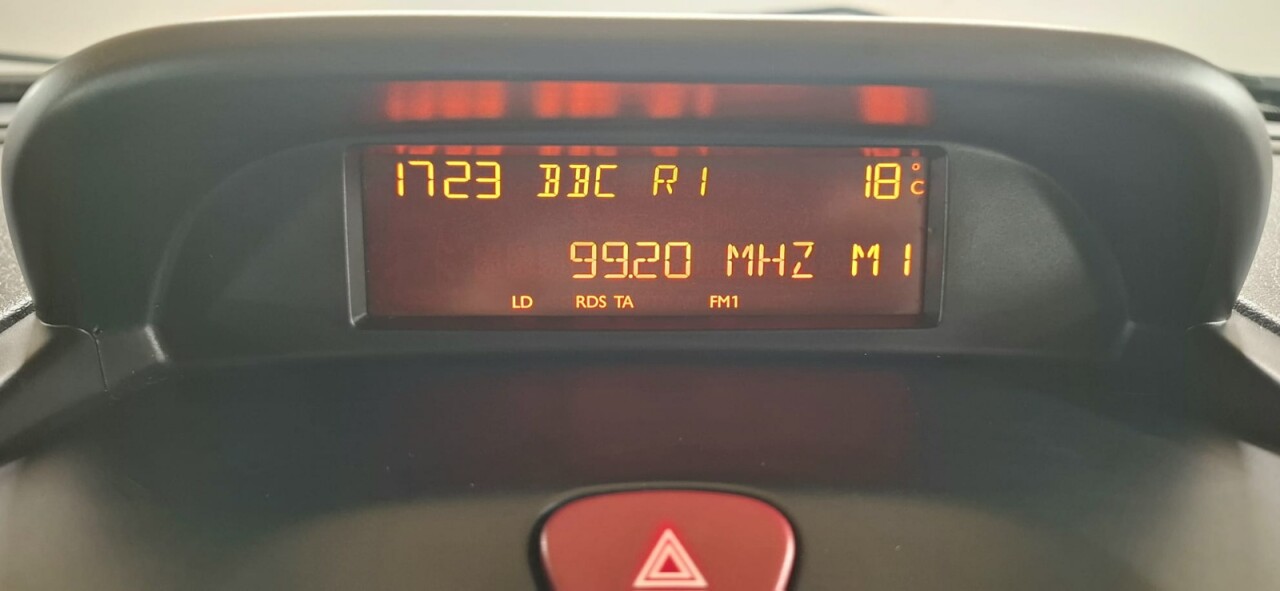 1723 BBC R1 18°C
99.20 MHZ M1
LD RDS TA FM1